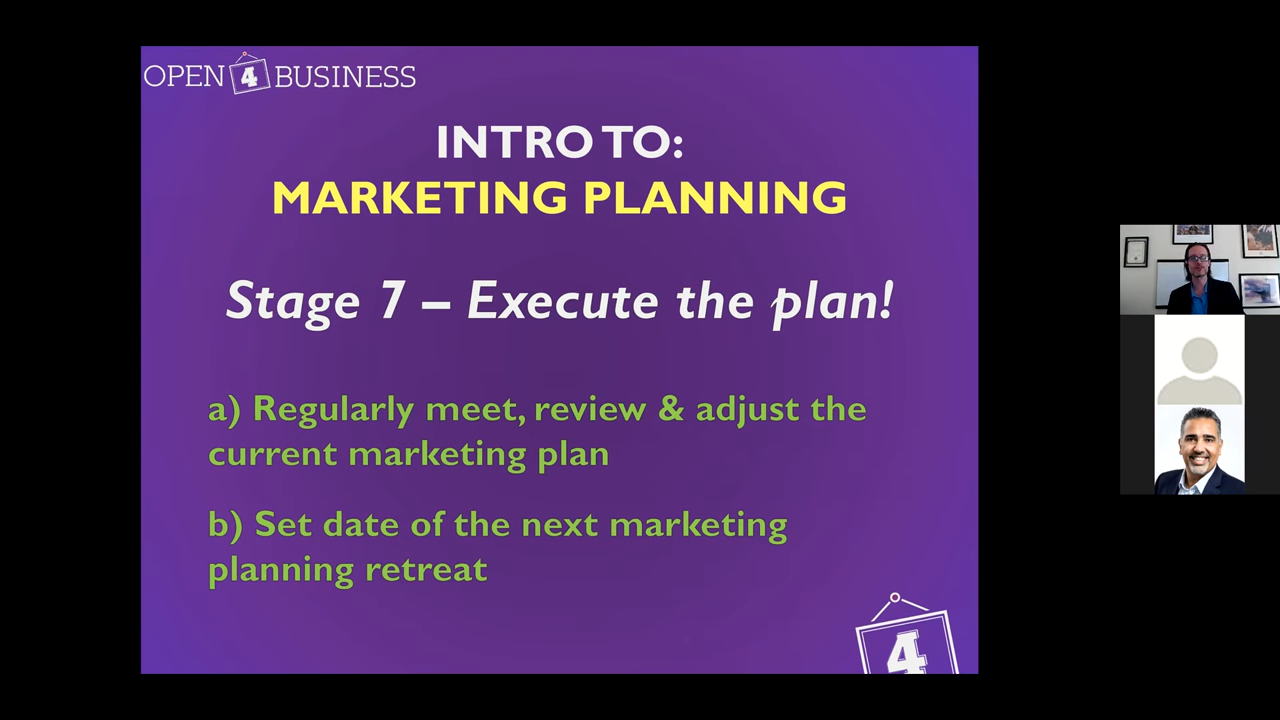 OPEN 4 BUSINESS
INTRO TO:
MARKETING PLANNING
Stage 7 – Execute the plan!
a) Regularly meet, review & adjust the
current marketing plan
b) Set date of the next marketing
planning retreat
4